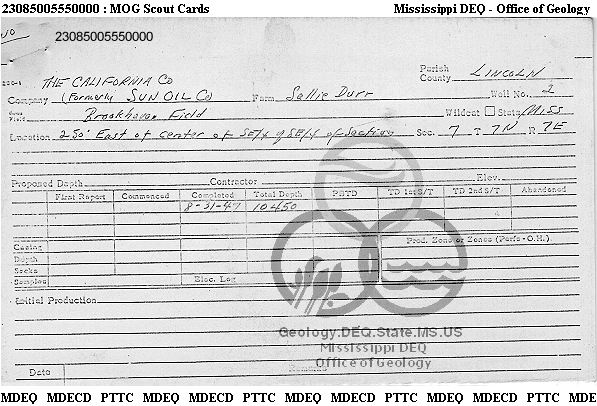 23085005550000 : MOG Scout Cards Mississippi DEQ - Office of Geology
23085005550000
THE CALIFORNIA CO Parish County LINCOLN
Company (Formerly SUN OIL Co Farm Sallie Durr Well No. 2
Brookhaven Field Wildcat ☐ State MISS
Location 250' East of center of SE/4 of SE/4 of Section Sec. 7 T 7N R 7E
Proposed Depth Contractor Elev.
First Report Commenced Completed Total Depth PBTD TD 1st S/T TD 2nd S/T Abandoned
8-31-47 10450
Casing Prod. Zone or Zones (Perfs-O.H.)
Depth
Sacks
Samples Elec. Log
Initial Production
Geology.DEQ.State.MS.US
Mississippi DEQ
Office of Geology
Data Remarks
MDEQ MDECD PTTC MDEQ MDECD PTTC MDEQ MDECD PTTC MDEQ MDECD PTTC MDE